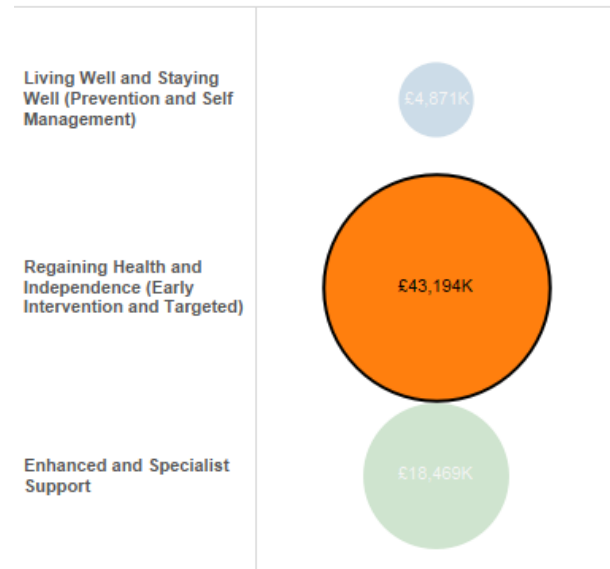 Living Well and Staying
Well (Prevention and Self
Management)
£4,871K
Regaining Health and
Independence (Early
Intervention and Targeted)
£43,194K
Enhanced and Specialist
Support
£18,469K